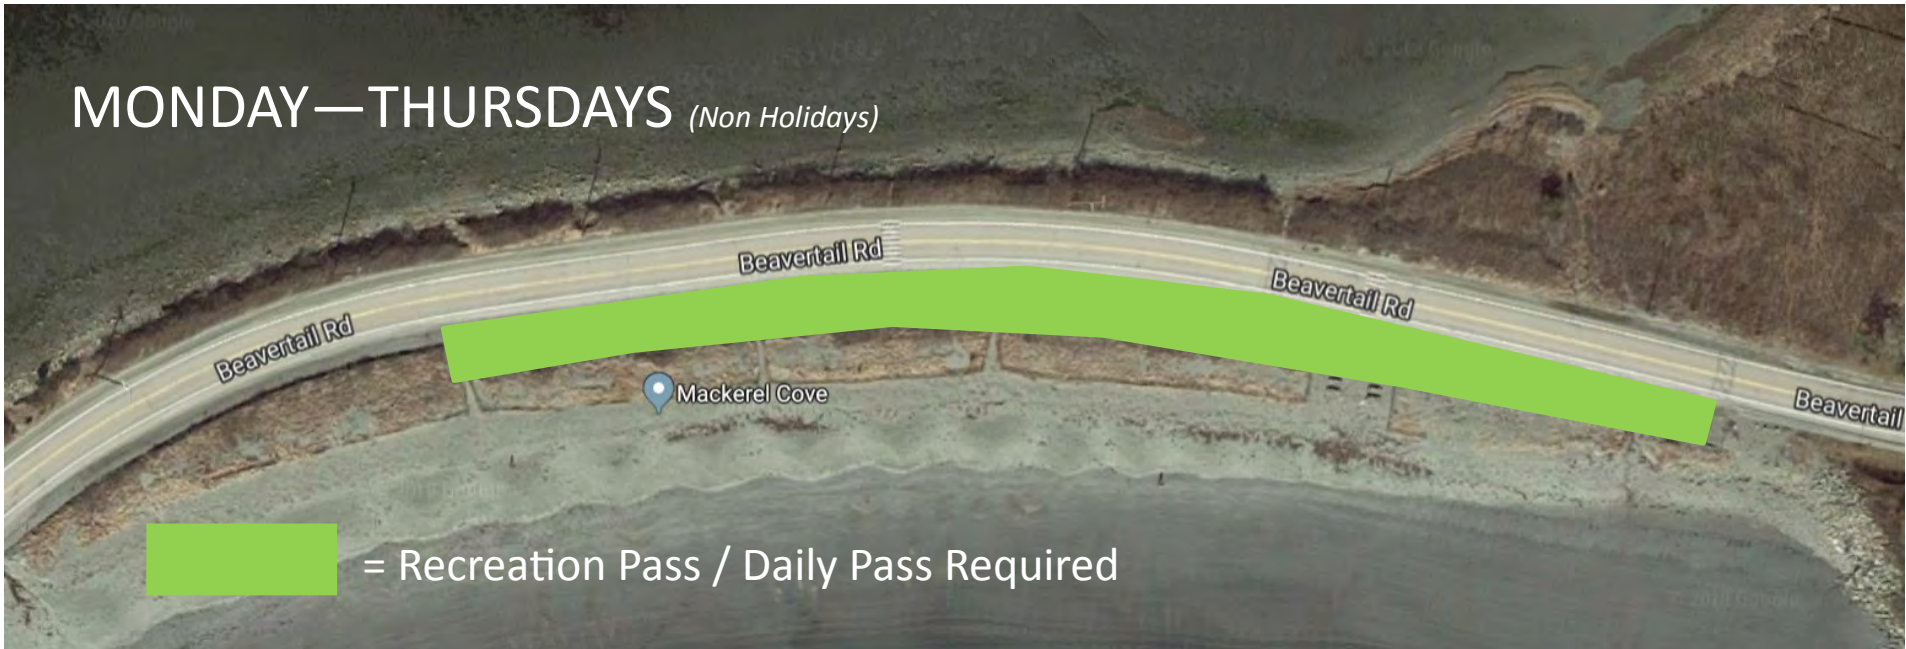 MONDAY—THURSDAYS (Non Holidays)
Beavertail Rd
Beavertail Rd
Beavertail Rd
Beavertail
Mackerel Cove
= Recreation Pass / Daily Pass Required